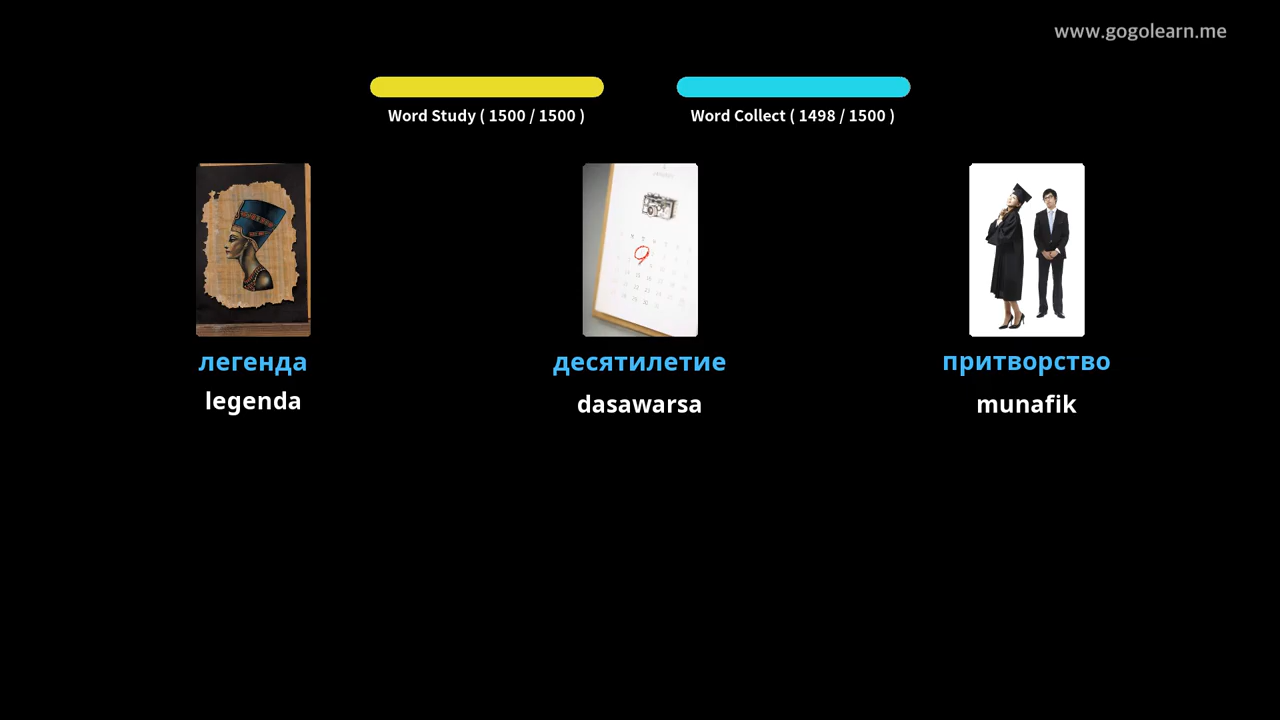 www.gogolearn.me
Word Study ( 1500 / 1500 )
Word Collect ( 1498 / 1500 )
легенда
десятилетие
притворство
legenda
dasawarsa
munafik